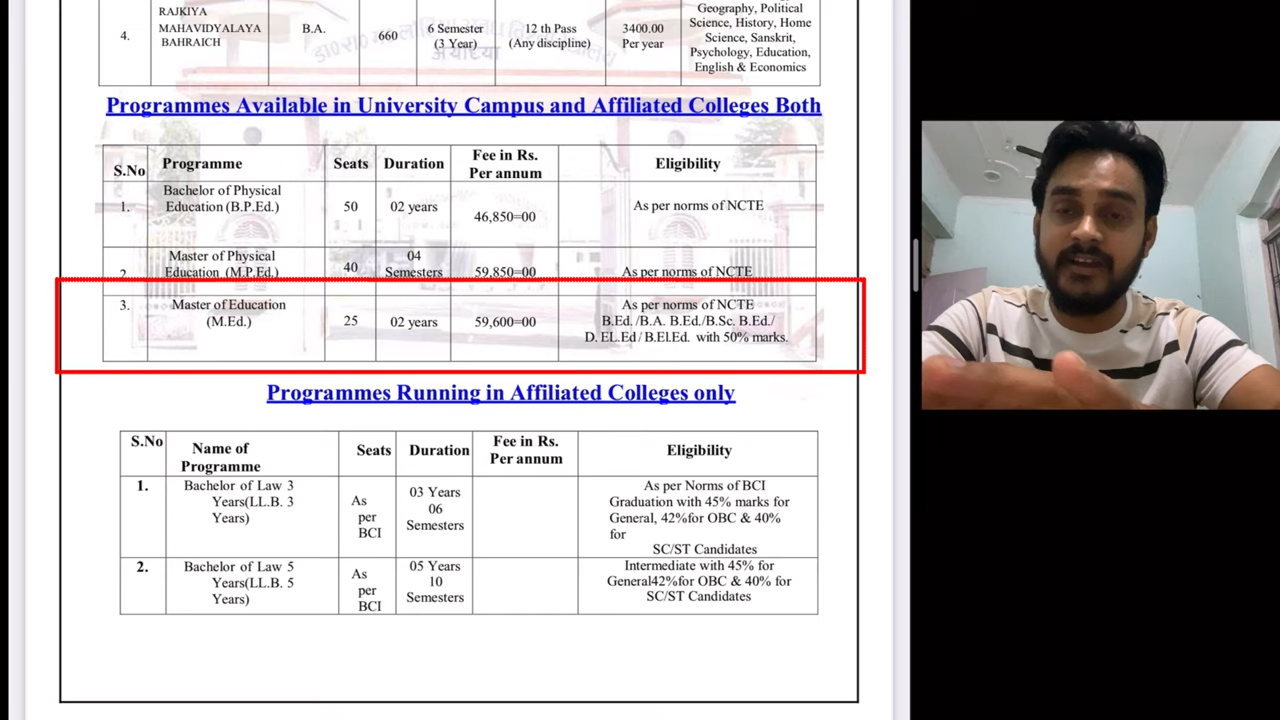 RAJKIYA
MAHAVIDYALAYA
BAHRAICH
4.
B.A.
660
6 Semester
(3 Year)
12 th Pass
(Any discipline)
3400.00
Per year
Geography, Political
Science, History, Home
Science, Sanskrit,
Psychology, Education,
English & Economics
अयोध्या
Programmes Available in University Campus and Affiliated Colleges Both
S.No
Programme
Seats
Duration
Fee in Rs.
Per annum
Eligibility
1.
Bachelor of Physical
Education (B.P.Ed.)
50
02 years
46,850=00
As per norms of NCTE
2
Master of Physical
Education (M.P.Ed.)
40
04
Semesters
59,850=00
As per norms of NCTE
3.
Master of Education
(M.Ed.)
25
02 years
59,600=00
As per norms of NCTE
B.Ed. /B.A. B.Ed./B.Sc. B.Ed./
D. EL.Ed / B.El.Ed. with 50% marks.
Programmes Running in Affiliated Colleges only
S.No
Name of
Programme
Seats
Duration
Fee in Rs.
Per annum
Eligibility
1.
Bachelor of Law 3
Years(LL.B. 3
Years)
As
per
BCI
03 Years
06
Semesters
As per Norms of BCI
Graduation with 45% marks for
General, 42%for OBC & 40%
for
SC/ST Candidates
2.
Bachelor of Law 5
Years(LL.B. 5
Years)
As
per
BCI
05 Years
10
Semesters
Intermediate with 45% for
General42%for OBC & 40% for
SC/ST Candidates